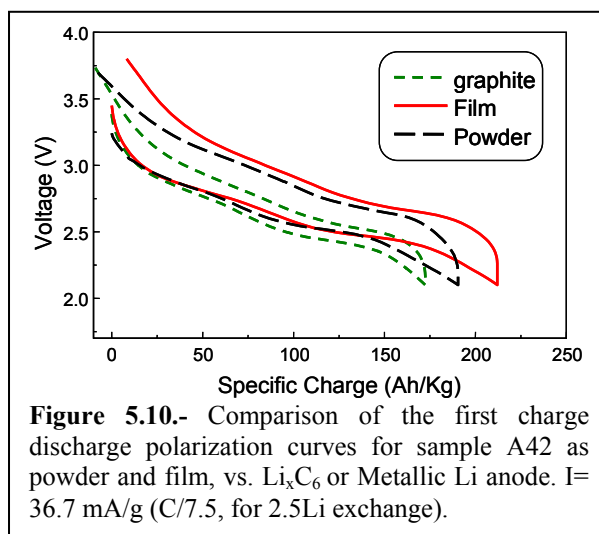 4.0
3.5
3.0
2.5
2.0
Voltage (V)
graphite
Film
Powder
0 50 100 150 200 250
Specific Charge (Ah/Kg)
Figure 5.10.- Comparison of the first charge
discharge polarization curves for sample A42 as
powder and film, vs. LixC6 or Metallic Li anode. I=
36.7 mA/g (C/7.5, for 2.5Li exchange).